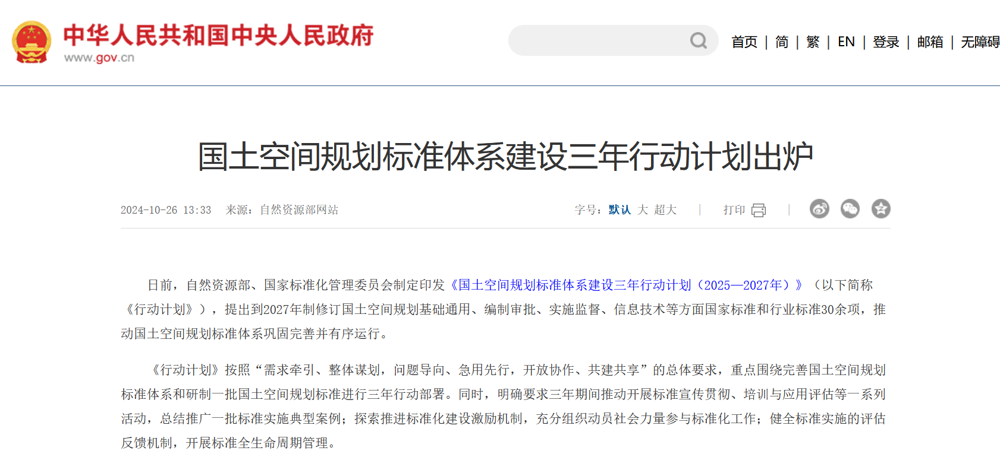 中华人民共和国中央人民政府
www.gov.cn
首页 | 简 | 繁 | EN | 登录 | 邮箱 | 无障碍
国土空间规划标准体系建设三年行动计划出炉
2024-10-26 13:33 来源：自然资源部网站 字号：默认 大 超大 | 打印 |
日前，自然资源部、国家标准化管理委员会制定印发《国土空间规划标准体系建设三年行动计划（2025—2027年）》（以下简称
《行动计划》），提出到2027年制修订国土空间规划基础通用、编制审批、实施监督、信息技术等方面国家标准和行业标准30余项，推
动国土空间规划标准体系巩固完善并有序运行。
《行动计划》按照“需求牵引、整体谋划，问题导向、急用先行，开放协作、共建共享”的总体要求，重点围绕完善国土空间规划
标准体系和研制一批国土空间规划标准进行三年行动部署。同时，明确要求三年期间推动开展标准宣传贯彻、培训与应用评估等一系列
活动，总结推广一批标准实施典型案例；探索推进标准化建设激励机制，充分组织动员社会力量参与标准化工作；健全标准实施的评估
反馈机制，开展标准全生命周期管理。